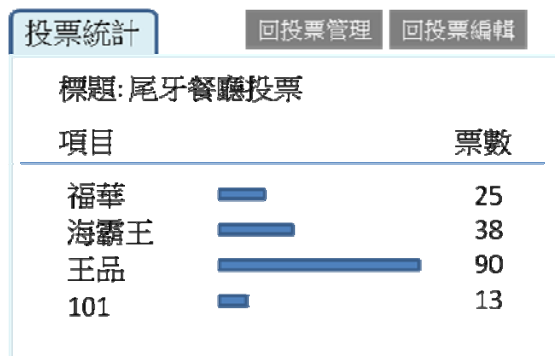 投票統計 回投票管理 回投票編輯
標題: 尾牙餐廳投票
項目 票數
福華 25
海霸王 38
王品 90
101 13